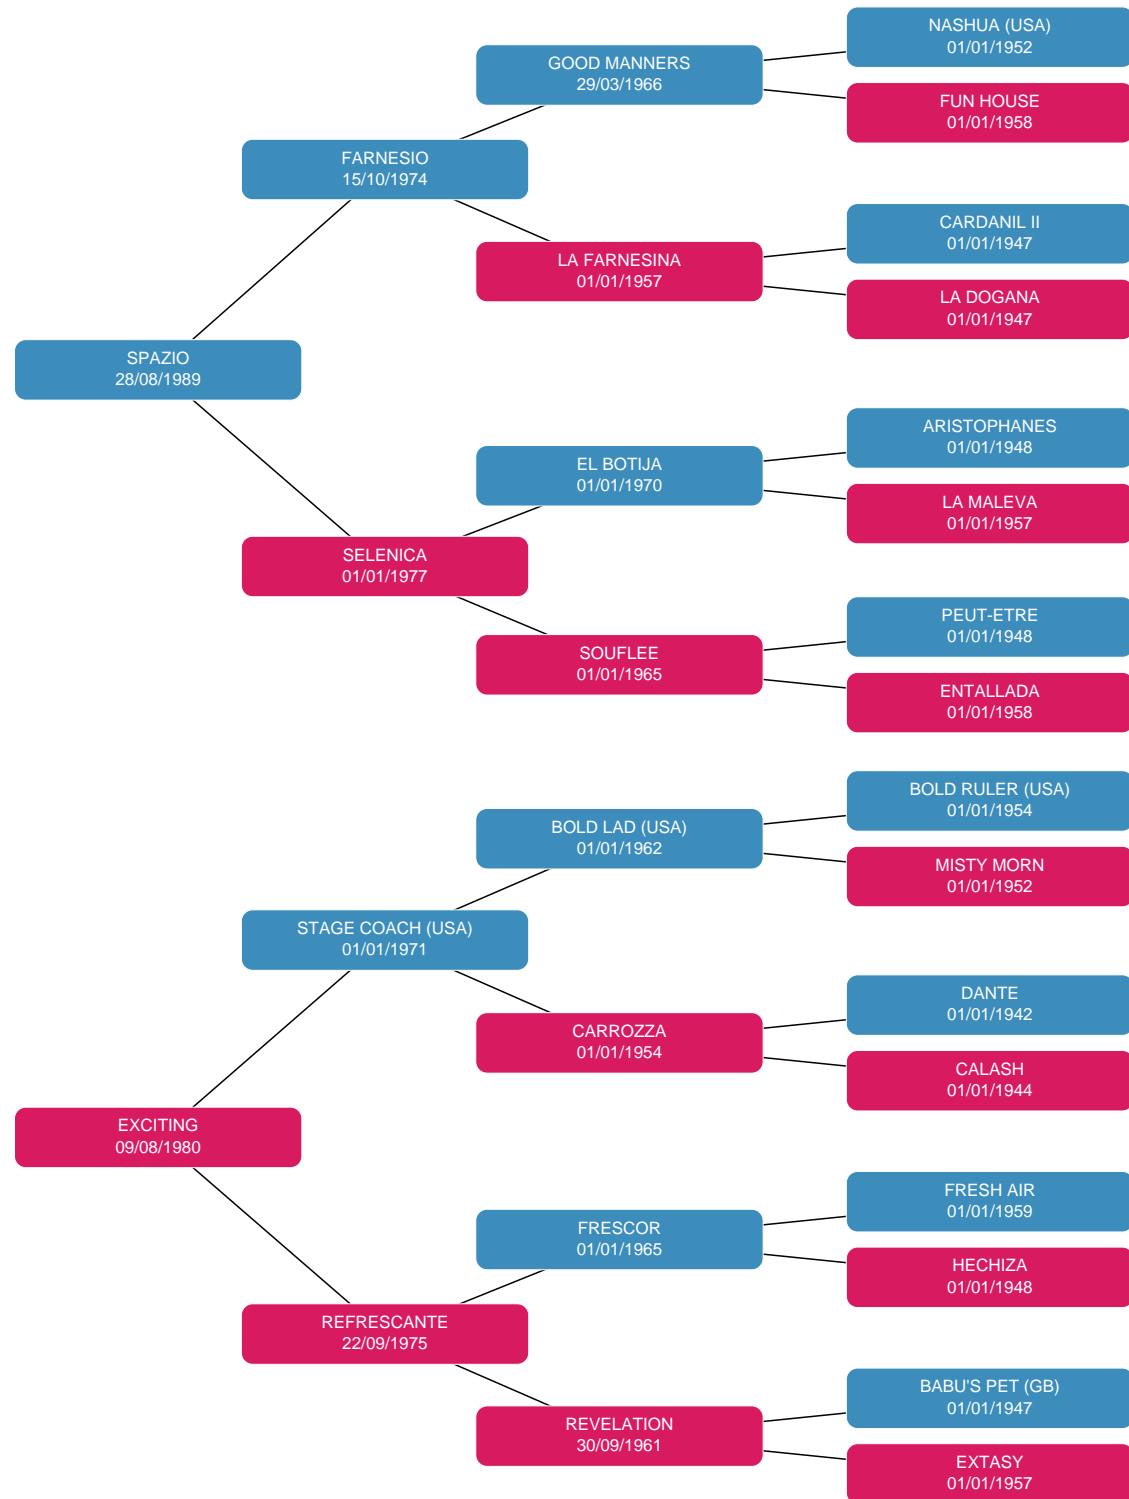 NASHUA (USA)
01/01/1952
GOOD MANNERS
29/03/1966
FUN HOUSE
01/01/1958
FARNESIO
15/10/1974
CARDANIL II
01/01/1947
LA FARNESINA
01/01/1957
LA DOGANA
01/01/1947
SPAZIO
28/08/1989
ARISTOPHANES
01/01/1948
EL BOTIJA
01/01/1970
LA MALEVA
01/01/1957
SELENICA
01/01/1977
PEUT-ETRE
01/01/1948
SOUFLEE
01/01/1965
ENTALLADA
01/01/1958
BOLD RULER (USA)
01/01/1954
BOLD LAD (USA)
01/01/1962
MISTY MORN
01/01/1952
STAGE COACH (USA)
01/01/1971
DANTE
01/01/1942
CARROZZA
01/01/1954
CALASH
01/01/1944
EXCITING
09/08/1980
FRESH AIR
01/01/1959
FRESCOR
01/01/1965
HECHIZA
01/01/1948
REFRESCANTE
22/09/1975
BABU'S PET (GB)
01/01/1947
REVELATION
30/09/1961
EXTASY
01/01/1957